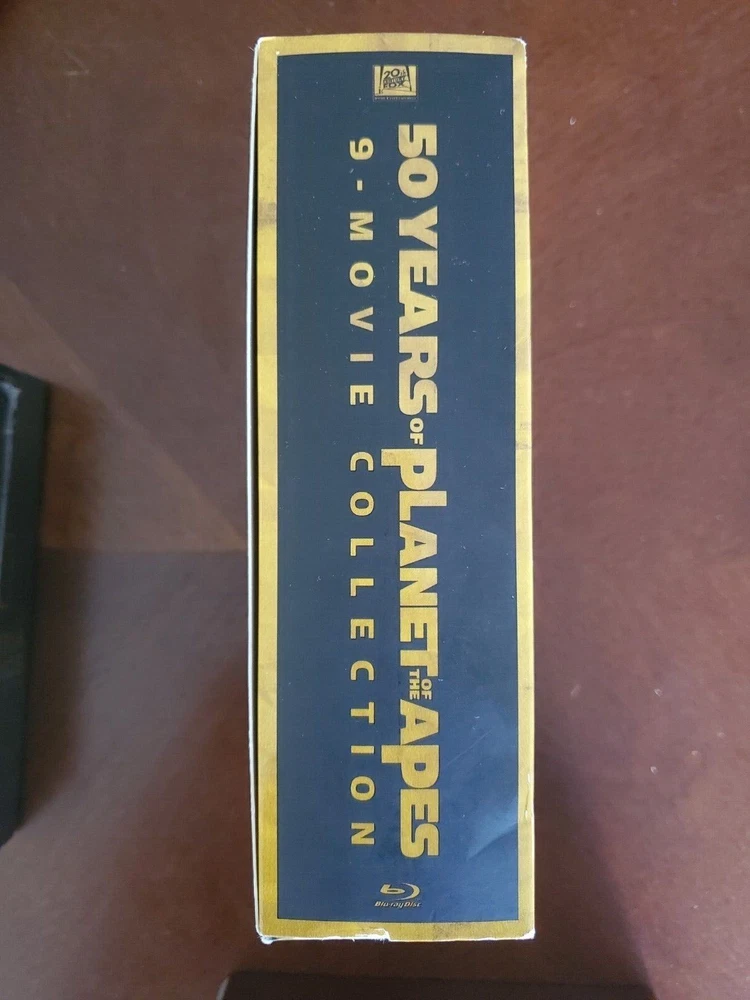 20th
CENTURY
FOX
50 YEARS OF PLANET OF THE APES
9-MOVIE COLLECTION
Blu-ray Disc